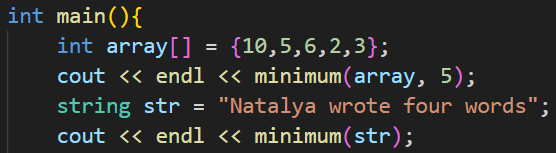 int main(){
int array[] = {10,5,6,2,3};
cout << endl << minimum(array, 5);
string str = "Natalya wrote four words";
cout << endl << minimum(str);